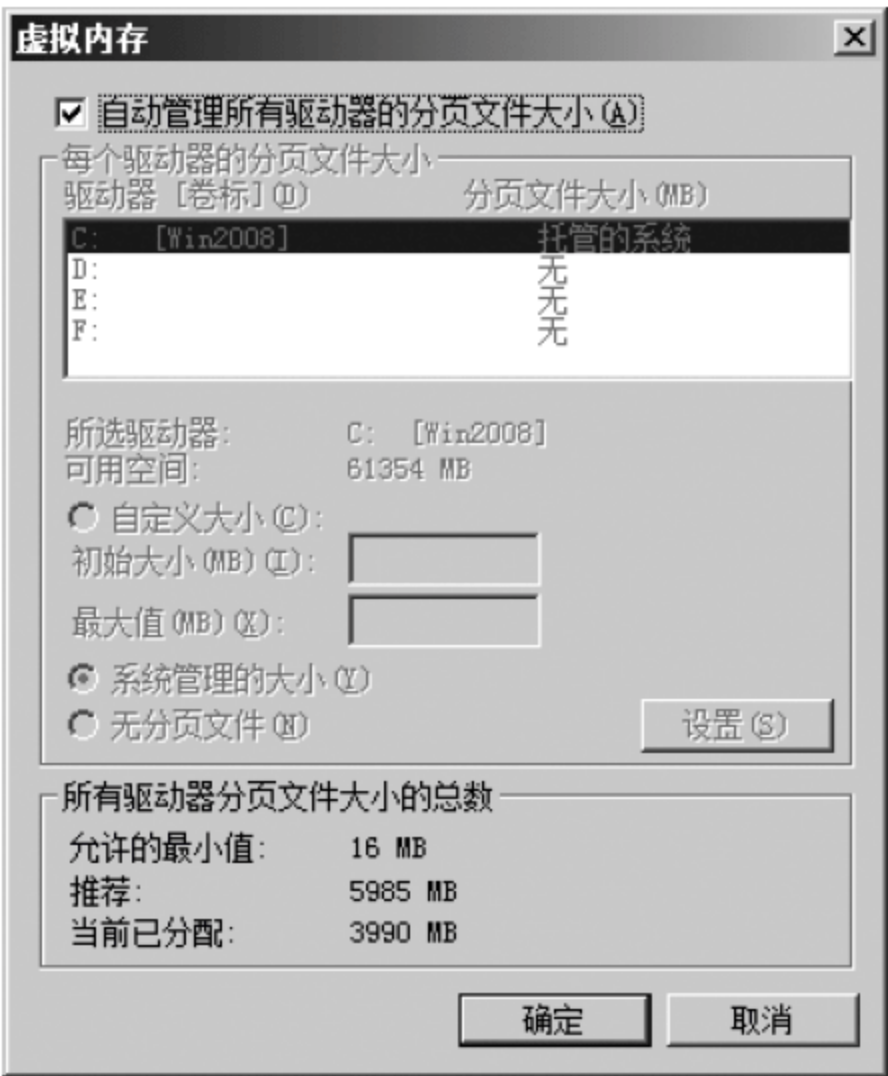 虚拟内存
自动管理所有驱动器的分页文件大小(A)
每个驱动器的分页文件大小
驱动器 [卷标](D) 分页文件大小(MB)
C: [Win2008] 托管的系统
D: 无
E: 无
F: 无
所选驱动器: C: [Win2008]
可用空间: 61354 MB
自定义大小(C):
初始大小(MB)(I):
最大值(MB)(X):
系统管理的大小(Y)
无分页文件(N) 设置(S)
所有驱动器分页文件大小的总数
允许的最小值: 16 MB
推荐: 5985 MB
当前已分配: 3990 MB
确定 取消